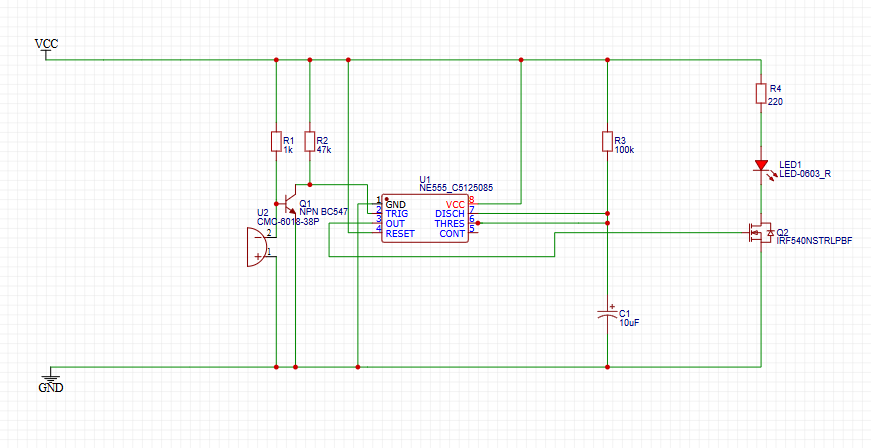 VCC
R4
220
R1
1k
R2
47k
R3
100k
LED1
LED-0603_R
U1
NE555_C5125085
Q1
NPN BC547
U2
CMC-6018-38P
2
1
1 GND VCC 8
2 TRIG DISCH 7
3 OUT THRES 6
4 RESET CONT 5
Q2
IRF540NSTRLPBF
+
C1
10uF
GND